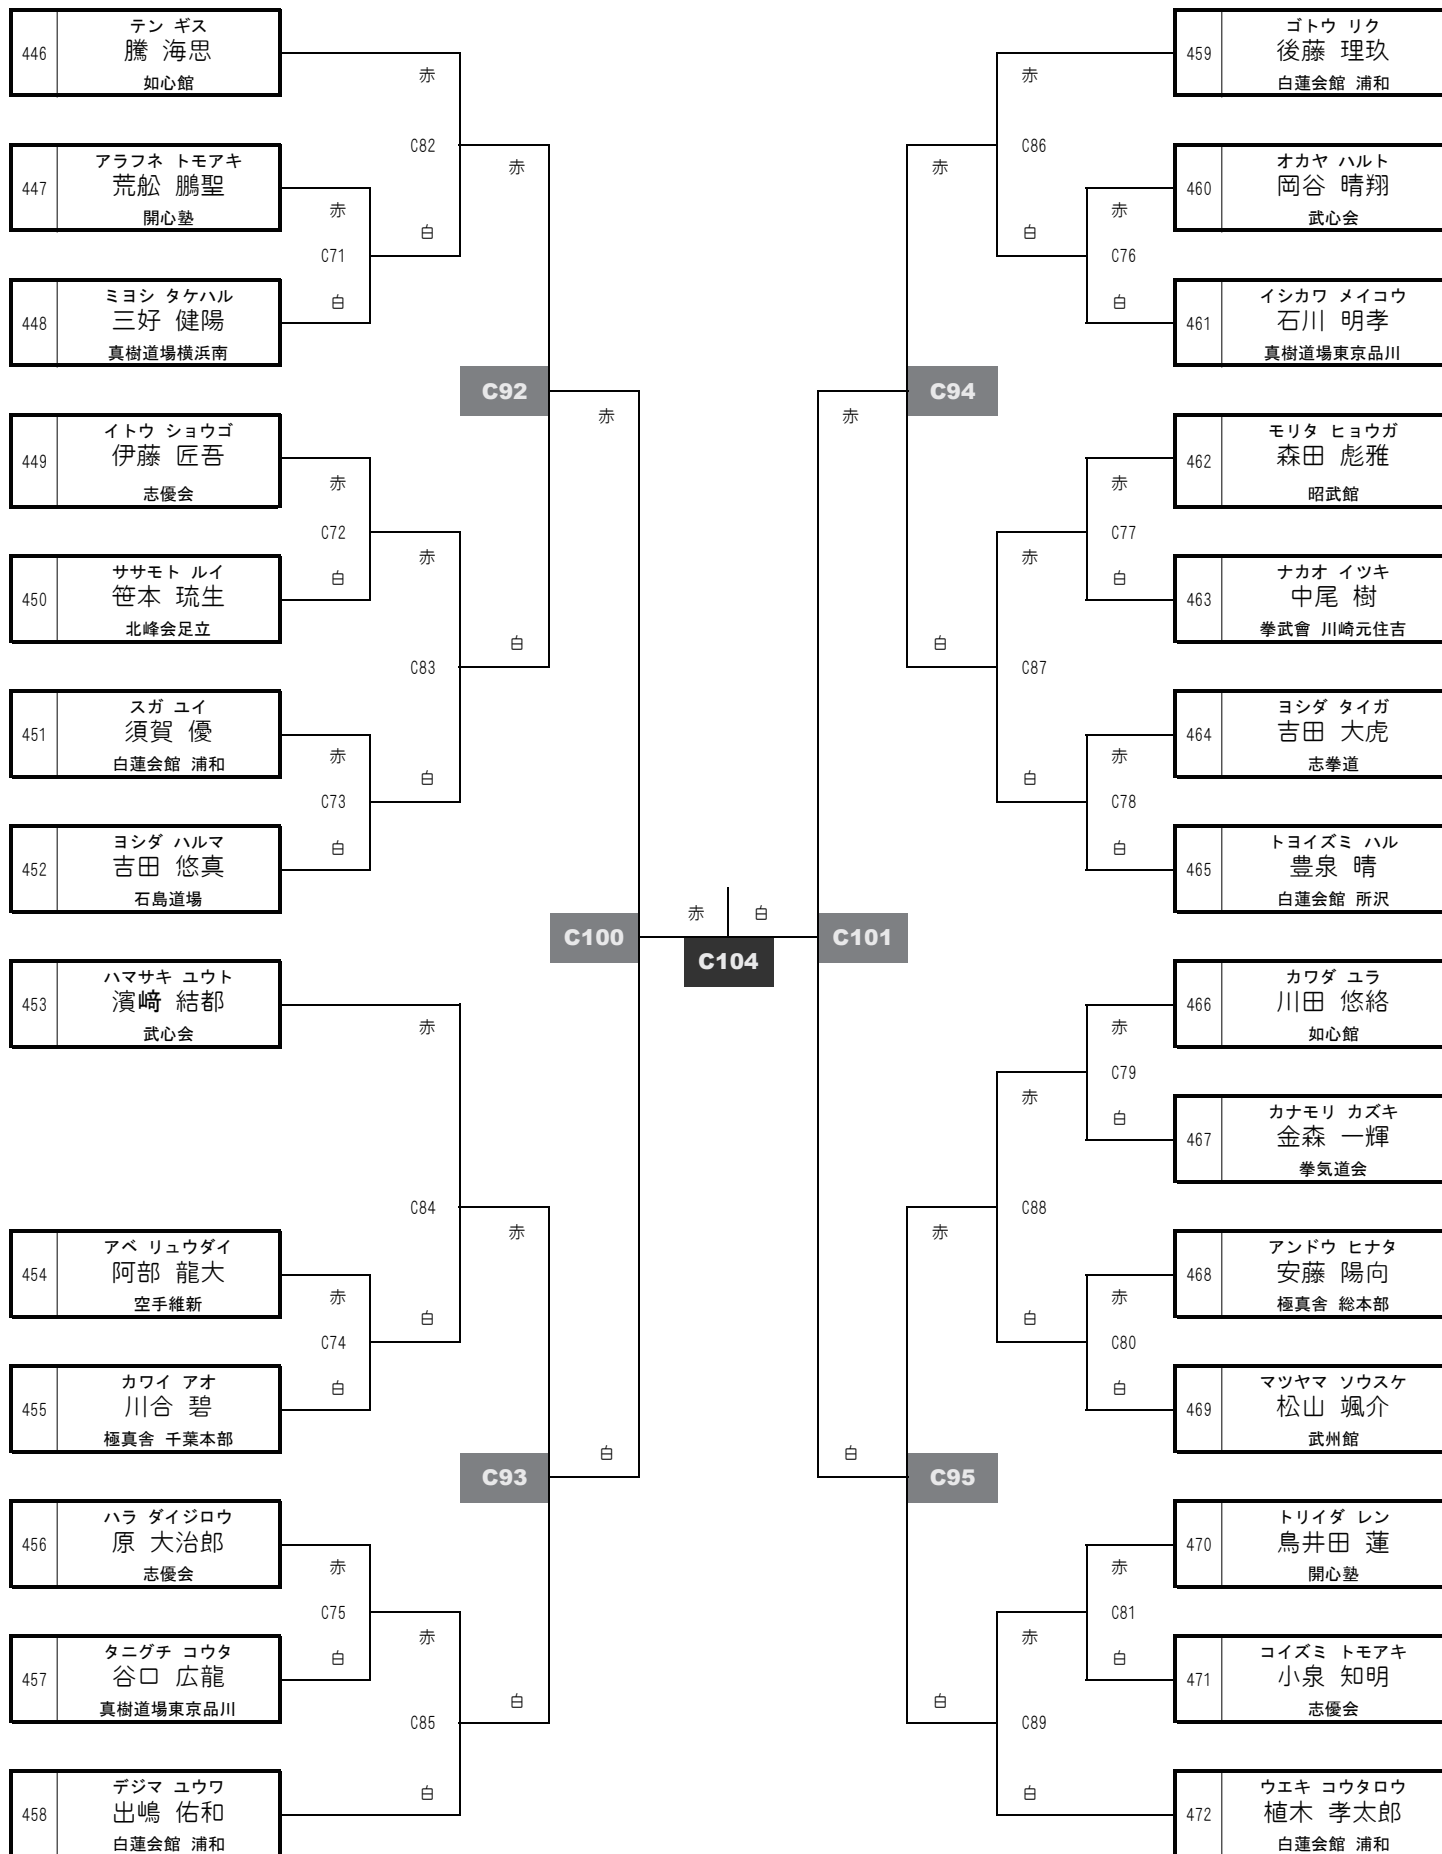 446
テン ギス
騰 海思
如心館
447
アラフネ トモアキ
荒舩 鵬聖
開心塾
448
ミヨシ タケハル
三好 健陽
真樹道場横浜南
449
イトウ ショウゴ
伊藤 匠吾
志優会
450
ササモト ルイ
笹本 琉生
北峰会足立
451
スガ ユイ
須賀 優
白蓮会館 浦和
452
ヨシダ ハルマ
吉田 悠真
石島道場
453
ハマサキ ユウト
濱﨑 結都
武心会
454
アベ リュウダイ
阿部 龍大
空手維新
455
カワイ アオ
川合 碧
極真舎 千葉本部
456
ハラ ダイジロウ
原 大治郎
志優会
457
タニグチ コウタ
谷口 広龍
真樹道場東京品川
458
デジマ ユウワ
出嶋 佑和
白蓮会館 浦和
赤
C71
白
赤
C72
白
赤
C73
白
赤
C74
白
赤
C75
白
赤
C82
白
赤
C83
白
赤
C84
白
赤
C85
白
赤
C92
白
赤
C93
白
赤
C100
白
赤 白
C104
赤
C101
白
赤
C94
白
赤
C95
白
赤
C86
白
赤
C87
白
赤
C88
白
赤
C89
白
赤
C76
白
赤
C77
白
赤
C78
白
赤
C79
白
赤
C80
白
赤
C81
白
459
ゴトウ リク
後藤 理玖
白蓮会館 浦和
460
オカヤ ハルト
岡谷 晴翔
武心会
461
イシカワ メイコウ
石川 明孝
真樹道場東京品川
462
モリタ ヒョウガ
森田 彪雅
昭武館
463
ナカオ イツキ
中尾 樹
拳武會 川崎元住吉
464
ヨシダ タイガ
吉田 大虎
志拳道
465
トヨイズミ ハル
豊泉 晴
白蓮会館 所沢
466
カワダ ユラ
川田 悠絡
如心館
467
カナモリ カズキ
金森 一輝
拳気道会
468
アンドウ ヒナタ
安藤 陽向
極真舎 総本部
469
マツヤマ ソウスケ
松山 颯介
武州館
470
トリイダ レン
鳥井田 蓮
開心塾
471
コイズミ トモアキ
小泉 知明
志優会
472
ウエキ コウタロウ
植木 孝太郎
白蓮会館 浦和